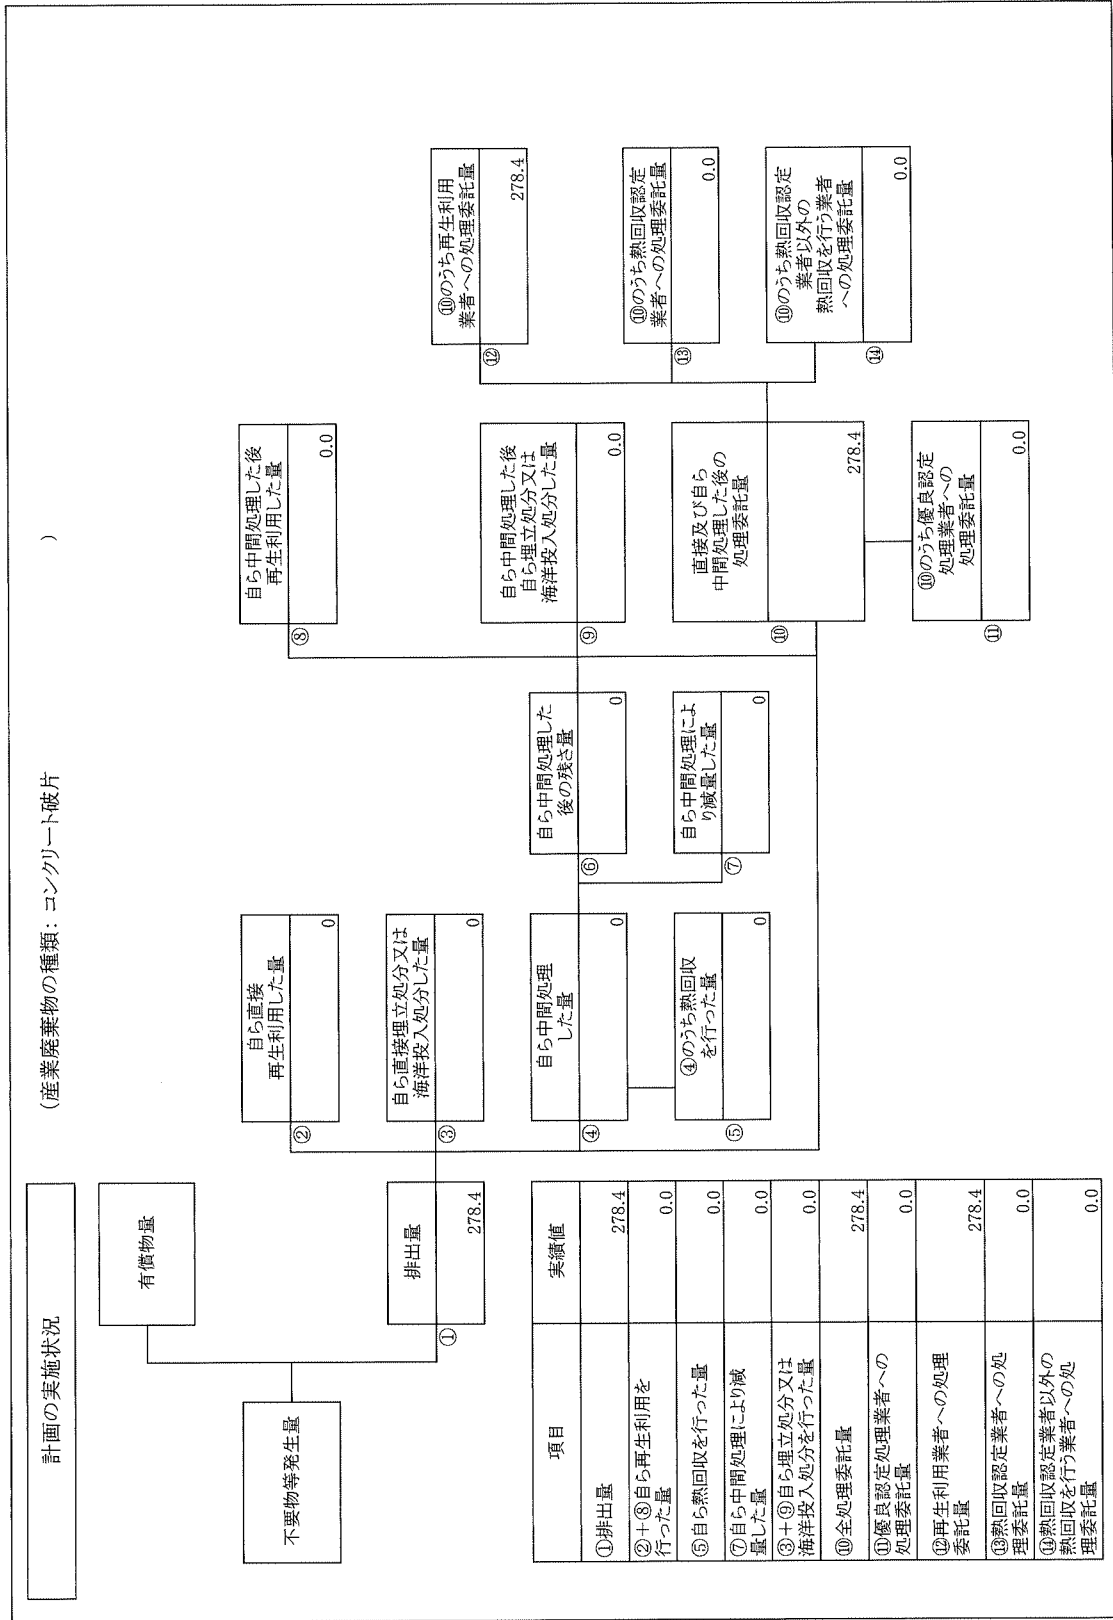 計画の実施状況
(産業廃棄物の種類：コンクリート破片　　　)
不要物等発生量
有償物量
①
排出量
278.4
②
自ら直接
再生利用した量
0
③
自ら直接埋立処分又は
海洋投入処分した量
0
④
自ら中間処理
した量
0
⑤
④のうち熱回収
を行った量
0
⑥
自ら中間処理した
後の残さ量
0
⑦
自ら中間処理によ
り減量した量
0
⑧
自ら中間処理した後
再生利用した量
0.0
⑨
自ら中間処理した後
自ら埋立処分又は
海洋投入処分した量
0.0
⑩
直接及び自ら
中間処理した後の
処理委託量
278.4
⑪
⑩のうち優良認定
処理業者への
処理委託量
0.0
⑫
⑩のうち再生利用
業者への処理委託量
278.4
⑬
⑩のうち熱回収認定
業者への処理委託量
0.0
⑭
⑩のうち熱回収認定
業者以外の
熱回収を行う業者
への処理委託量
0.0
項目 実績値
①排出量 278.4
②+⑧自ら再生利用を
行った量 0.0
⑤自ら熱回収を行った量 0.0
⑦自ら中間処理により減
量した量 0.0
③+⑨自ら埋立処分又は
海洋投入処分を行った量 0.0
⑩全処理委託量 278.4
⑪優良認定処理業者への
処理委託量 0.0
⑫再生利用業者への処理
委託量 278.4
⑬熱回収認定業者への処
理委託量 0.0
⑭熱回収認定業者以外の
熱回収を行う業者への処
理委託量 0.0